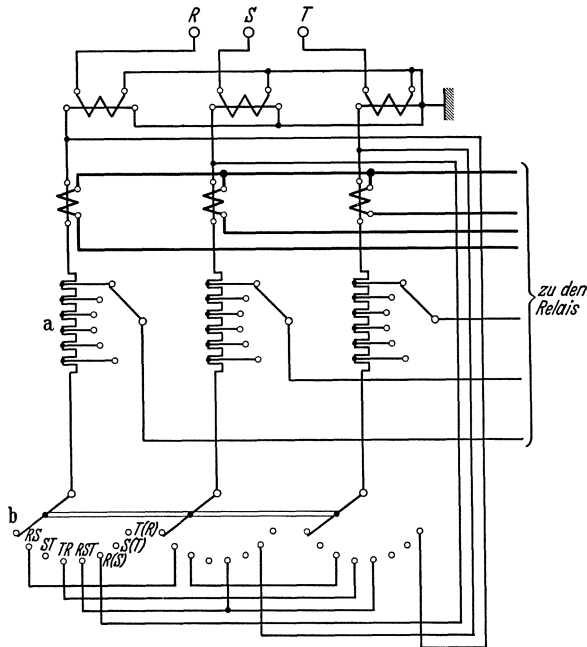 R S T
zu den
Relais
a
b
RS ST TR RST R(S) S(T) T(R)